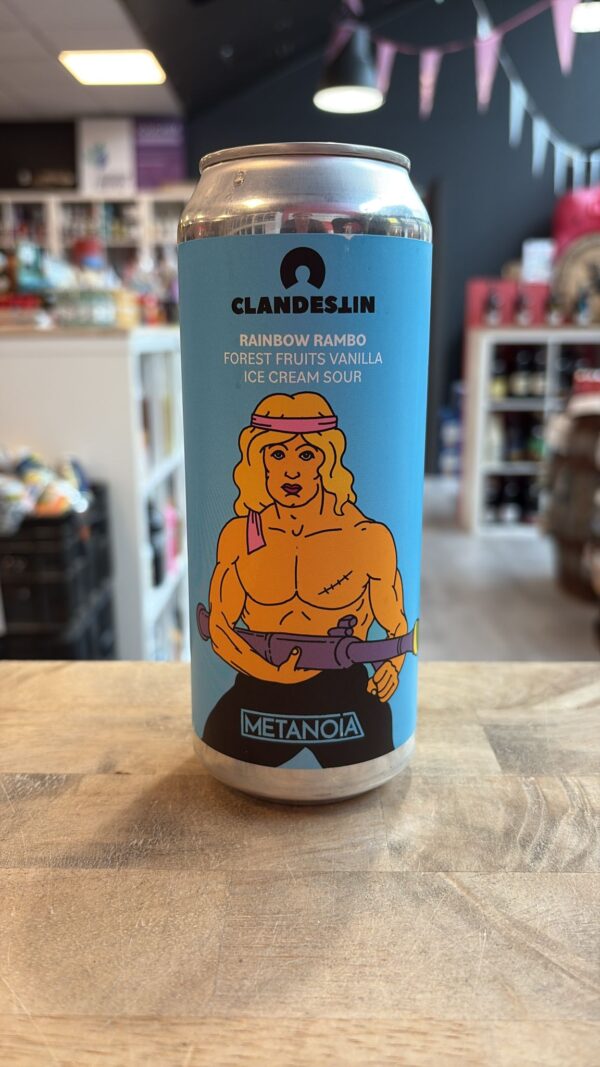 CLANDESTIN
RAINBOW RAMBO
FOREST FRUITS VANILLA
ICE CREAM SOUR
METANOIA